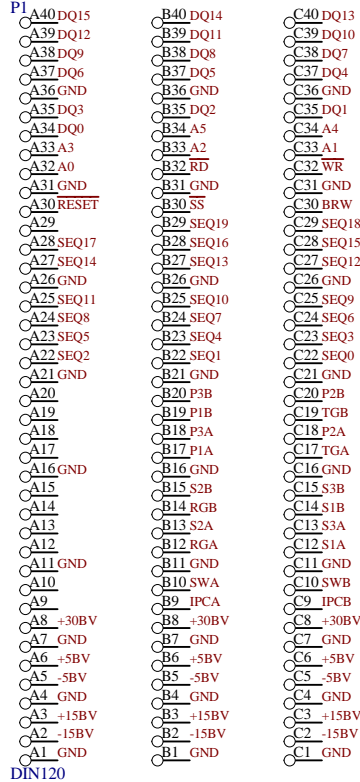 P1
A40 DQ15 B40 DQ14 C40 DQ13
A39 DQ12 B39 DQ11 C39 DQ10
A38 DQ9 B38 DQ8 C38 DQ7
A37 DQ6 B37 DQ5 C37 DQ4
A36 GND B36 GND C36 GND
A35 DQ3 B35 DQ2 C35 DQ1
A34 DQ0 B34 A5 C34 A4
A33 A3 B33 A2 C33 A1
A32 A0 B32 RD C32 WR
A31 GND B31 GND C31 GND
A30 RESET B30 SS C30 BRW
A29 B29 SEQ19 C29 SEQ18
A28 SEQ17 B28 SEQ16 C28 SEQ15
A27 SEQ14 B27 SEQ13 C27 SEQ12
A26 GND B26 GND C26 GND
A25 SEQ11 B25 SEQ10 C25 SEQ9
A24 SEQ8 B24 SEQ7 C24 SEQ6
A23 SEQ5 B23 SEQ4 C23 SEQ3
A22 SEQ2 B22 SEQ1 C22 SEQ0
A21 GND B21 GND C21 GND
A20 B20 P3B C20 P2B
A19 B19 P1B C19 TGB
A18 B18 P3A C18 P2A
A17 B17 P1A C17 TGA
A16 GND B16 GND C16 GND
A15 B15 S2B C15 S3B
A14 B14 RGB C14 S1B
A13 B13 S2A C13 S3A
A12 B12 RGA C12 S1A
A11 GND B11 GND C11 GND
A10 B10 SWA C10 SWB
A9 B9 IPCA C9 IPCB
A8 +30BV B8 +30BV C8 +30BV
A7 GND B7 GND C7 GND
A6 +5BV B6 +5BV C6 +5BV
A5 -5BV B5 -5BV C5 -5BV
A4 GND B4 GND C4 GND
A3 +15BV B3 +15BV C3 +15BV
A2 -15BV B2 -15BV C2 -15BV
A1 GND B1 GND C1 GND
DIN120